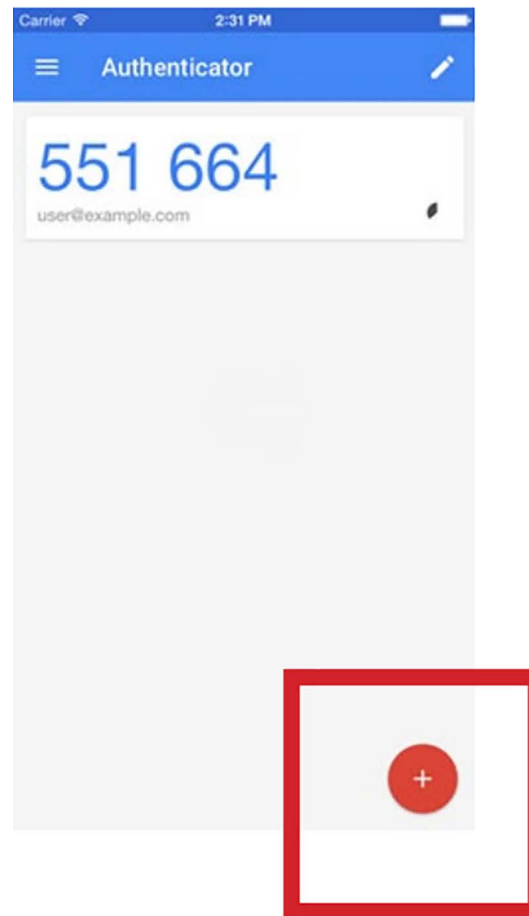 Carrier 2:31 PM
Authenticator
551 664
user@example.com
+